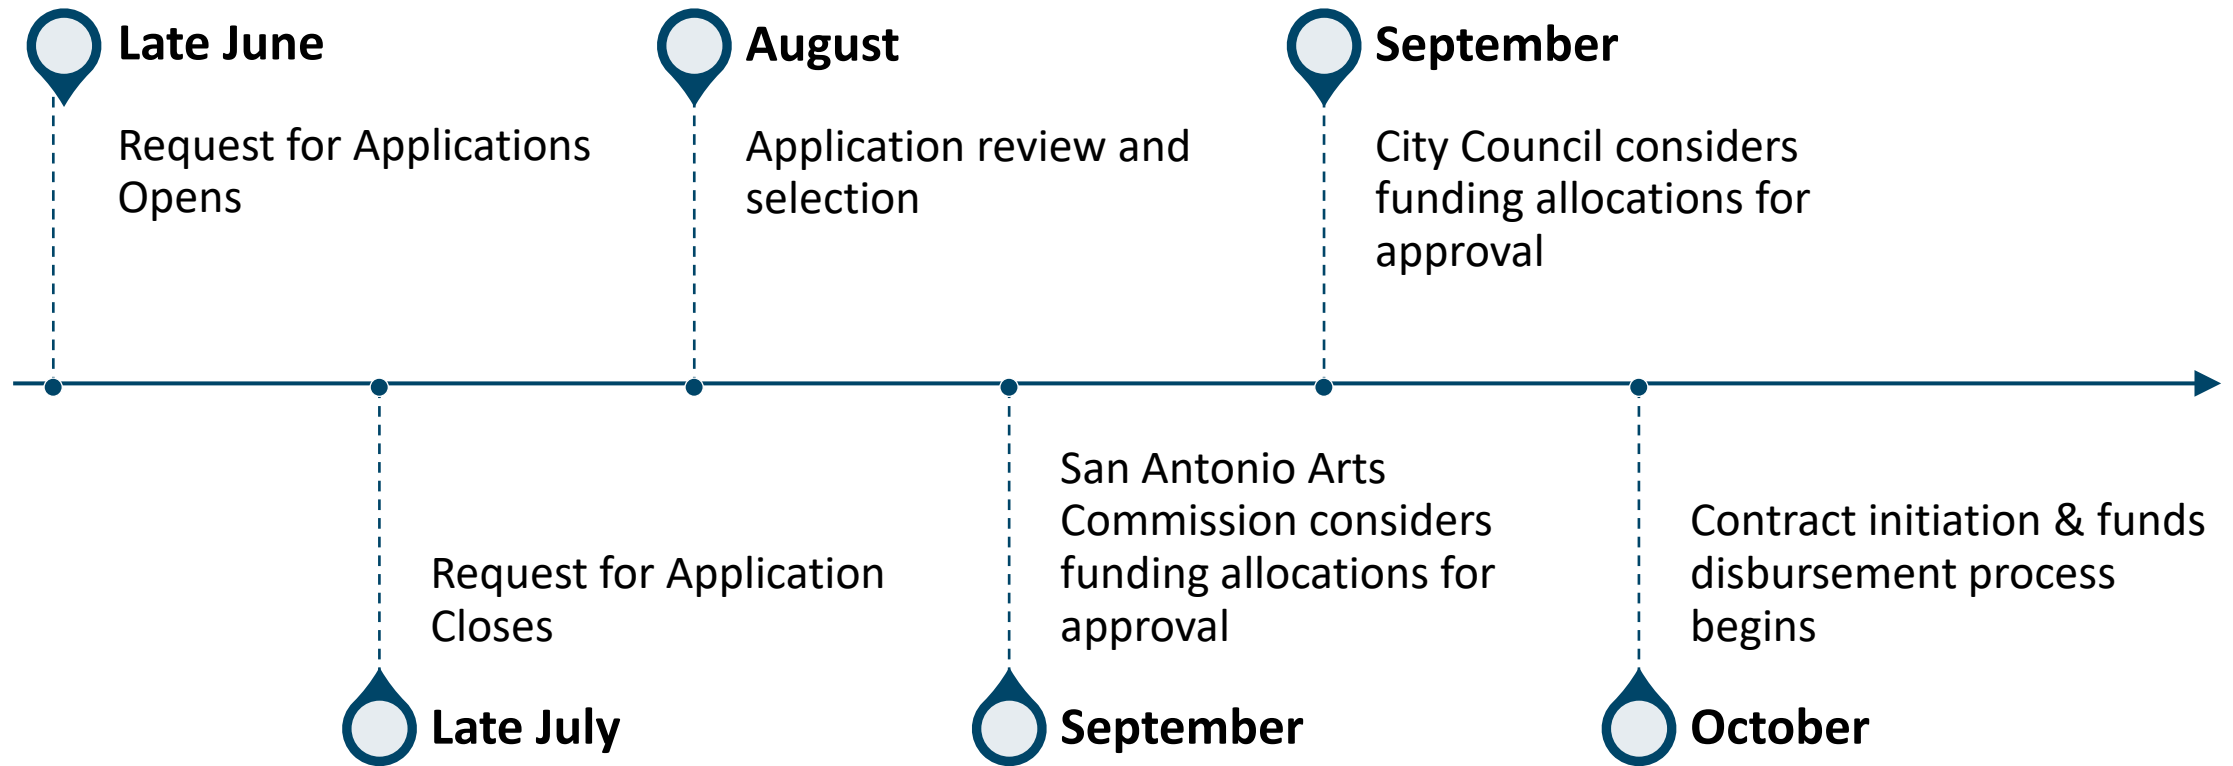 Late June
Request for Applications
Opens
Request for Application
Closes
Late July
August
Application review and
selection
San Antonio Arts
Commission considers
funding allocations for
approval
September
September
City Council considers
funding allocations for
approval
Contract initiation & funds
disbursement process
begins
October